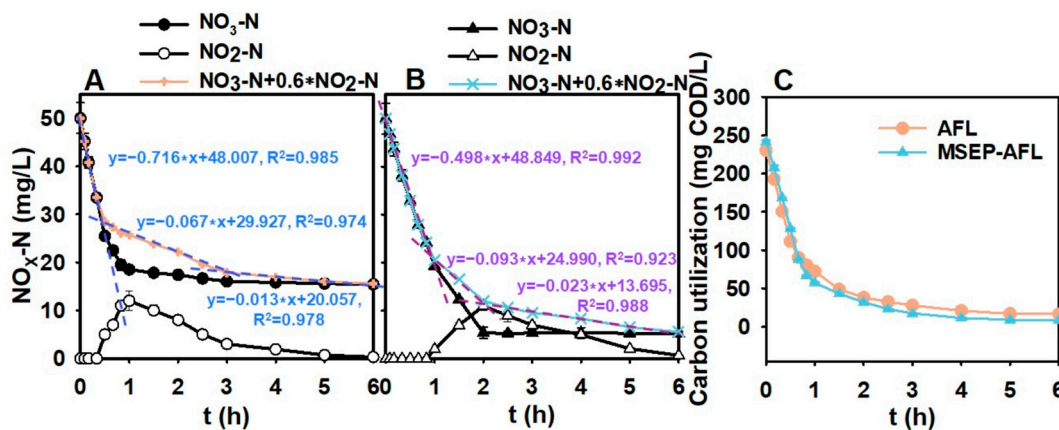 NO3-N
NO2-N
NO3-N+0.6*NO2-N
NO3-N
NO2-N
NO3-N+0.6*NO2-N
A
B
C
NOX-N (mg/L)
50
40
30
20
10
0
y=−0.716*x+48.007, R2=0.985
y=−0.067*x+29.927, R2=0.974
y=−0.013*x+20.057,
R2=0.978
0 1 2 3 4 5 6
t (h)
y=−0.498*x+48.849, R2=0.992
y=−0.093*x+24.990, R2=0.923
y=−0.023*x+13.695,
R2=0.988
0 1 2 3 4 5 6
t (h)
Carbon utilization (mg COD/L)
300
250
200
150
100
50
0
AFL
MSEP-AFL
0 1 2 3 4 5 6
t (h)